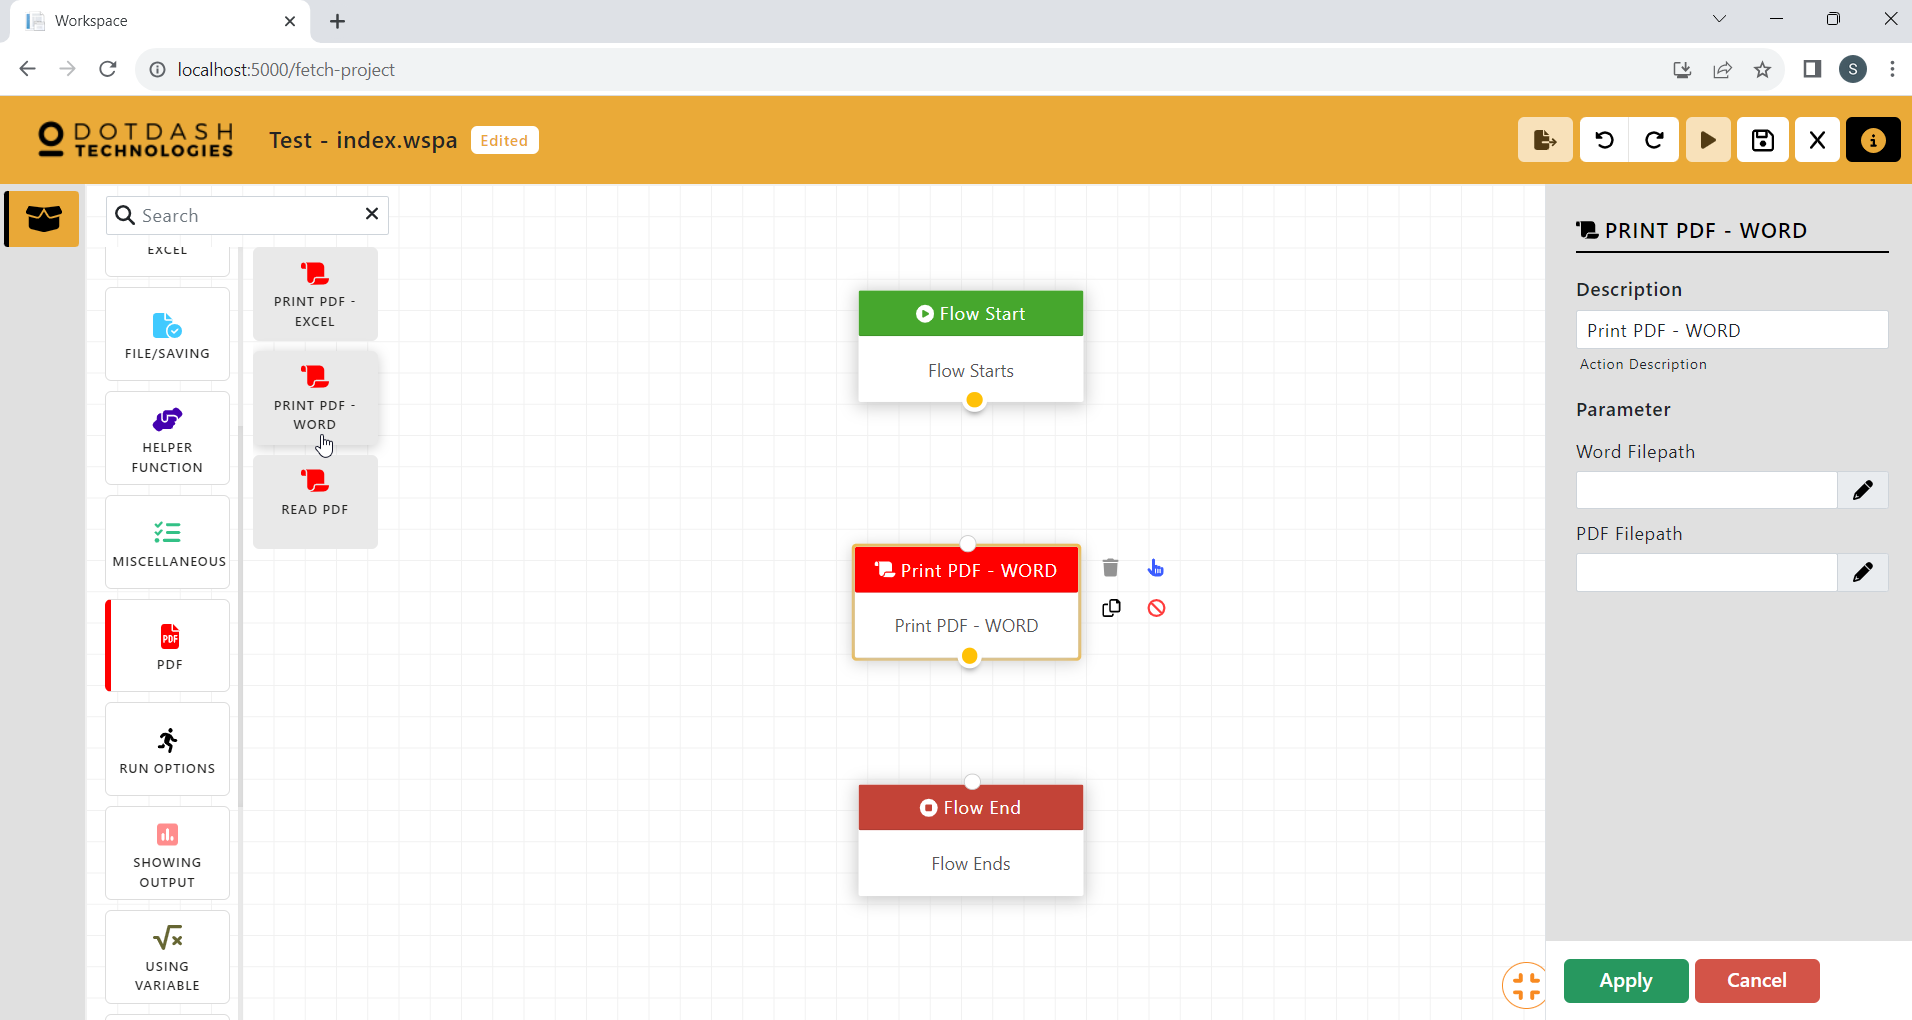 Workspace
localhost:5000/fetch-project
S
DOTDASH
TECHNOLOGIES
Test - index.wspa
Edited
Search
EXCEL
FILE/SAVING
HELPER
FUNCTION
MISCELLANEOUS
PDF
PDF
RUN OPTIONS
SHOWING
OUTPUT
USING
VARIABLE
PRINT PDF -
EXCEL
PRINT PDF -
WORD
READ PDF
Flow Start
Flow Starts
Print PDF - WORD
Print PDF - WORD
Flow End
Flow Ends
PRINT PDF - WORD
Description
Print PDF - WORD
Action Description
Parameter
Word Filepath
PDF Filepath
Apply
Cancel